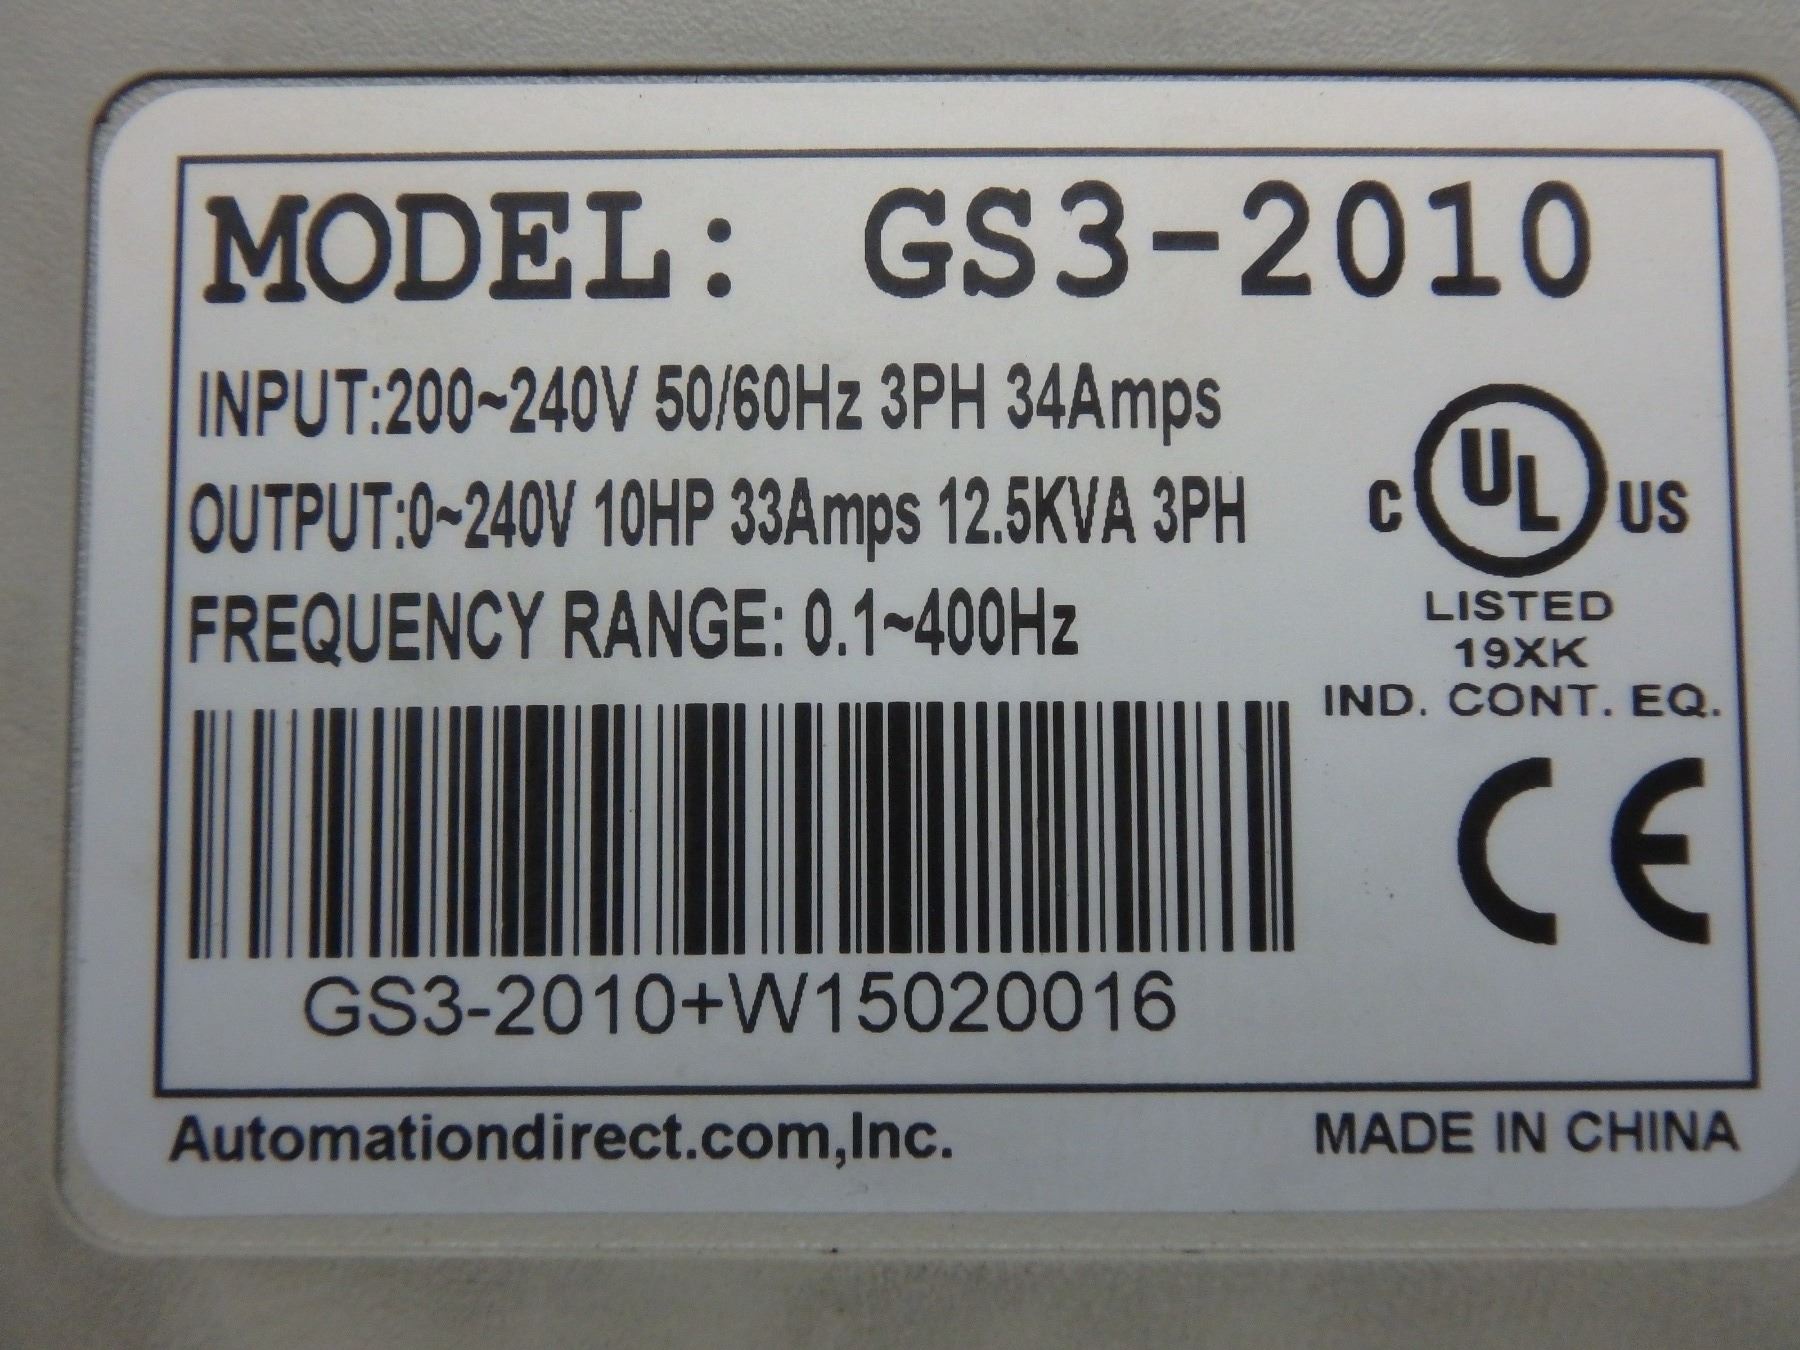 MODEL: GS3-2010
INPUT:200~240V 50/60Hz 3PH 34Amps
OUTPUT:0~240V 10HP 33Amps 12.5KVA 3PH
FREQUENCY RANGE: 0.1~400Hz
C UL US
LISTED
19XK
IND. CONT. EQ.
CE
GS3-2010+W15020016
Automationdirect.com,Inc.
MADE IN CHINA